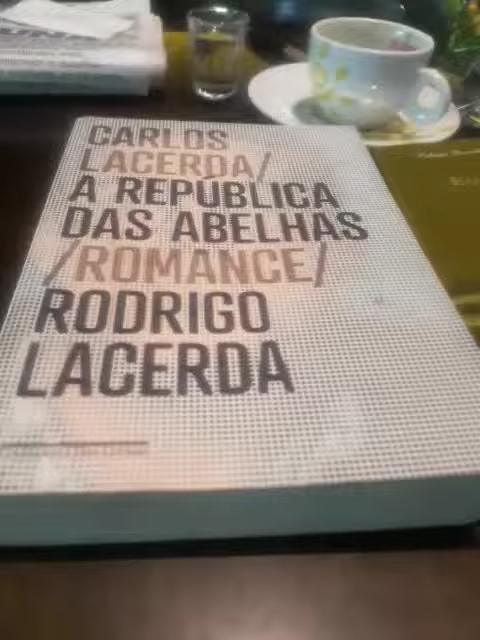 CARLOS
LACERDA/
A REPÚBLICA
DAS ABELHAS
/ROMANCE/
RODRIGO
LACERDA